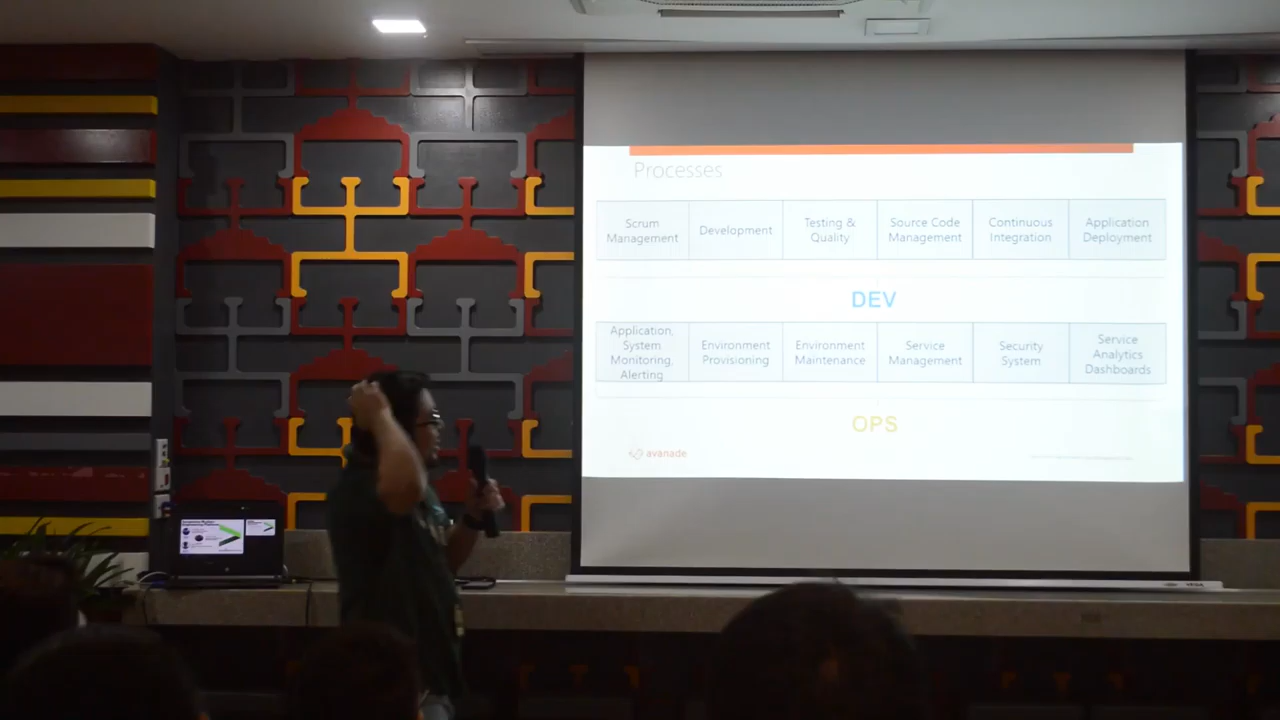 Processes
Scrum
Management
Development
Testing &
Quality
Source Code
Management
Continuous
Integration
Application
Deployment
DEV
Application,
System
Monitoring,
Alerting
Environment
Provisioning
Environment
Maintenance
Service
Management
Security
System
Service
Analytics
Dashboards
OPS
avanade